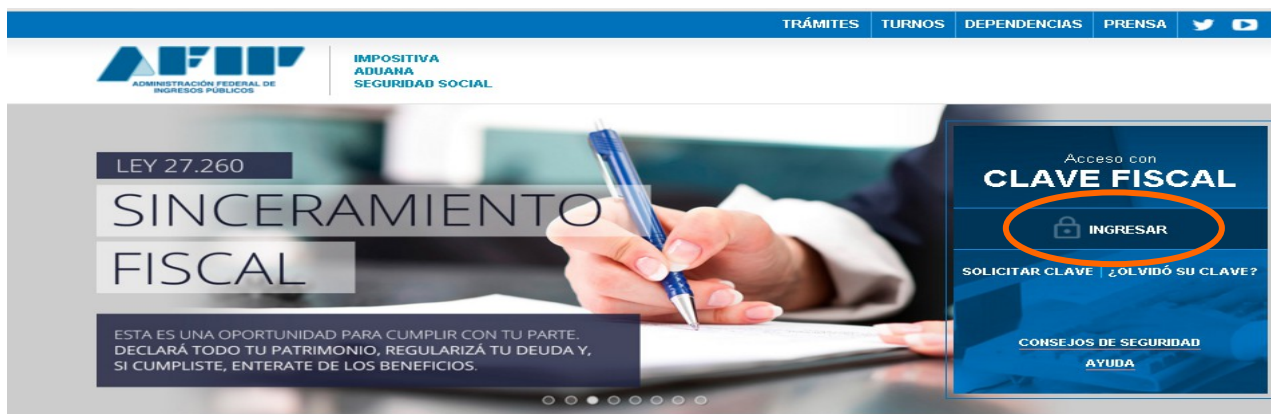 TRÁMITES
TURNOS
DEPENDENCIAS
PRENSA
AFIP
ADMINISTRACIÓN FEDERAL DE
INGRESOS PÚBLICOS
IMPOSITIVA
ADUANA
SEGURIDAD SOCIAL
LEY 27.260
SINCERAMIENTO
FISCAL
ESTA ES UNA OPORTUNIDAD PARA CUMPLIR CON TU PARTE.
DECLARÁ TODO TU PATRIMONIO, REGULARIZÁ TU DEUDA Y,
SI CUMPLISTE, ENTERATE DE LOS BENEFICIOS.
Acceso con
CLAVE FISCAL
INGRESAR
SOLICITAR CLAVE | ¿OLVIDÓ SU CLAVE?
CONSEJOS DE SEGURIDAD
AYUDA